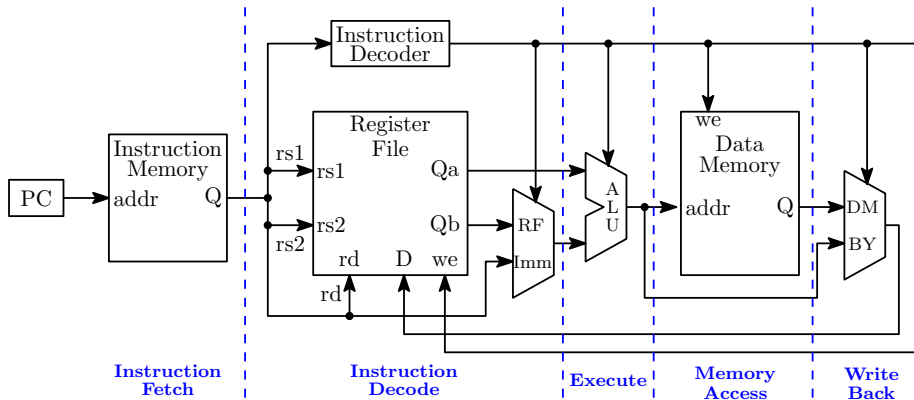 Instruction
Decoder
PC
Instruction
Memory
addr
Q
rs1
rs2
Register
File
rs1
rs2
Qa
Qb
rd
D
we
rd
RF
Imm
A
L
U
we
Data
Memory
addr
Q
DM
BY
Instruction
Fetch
Instruction
Decode
Execute
Memory
Access
Write
Back